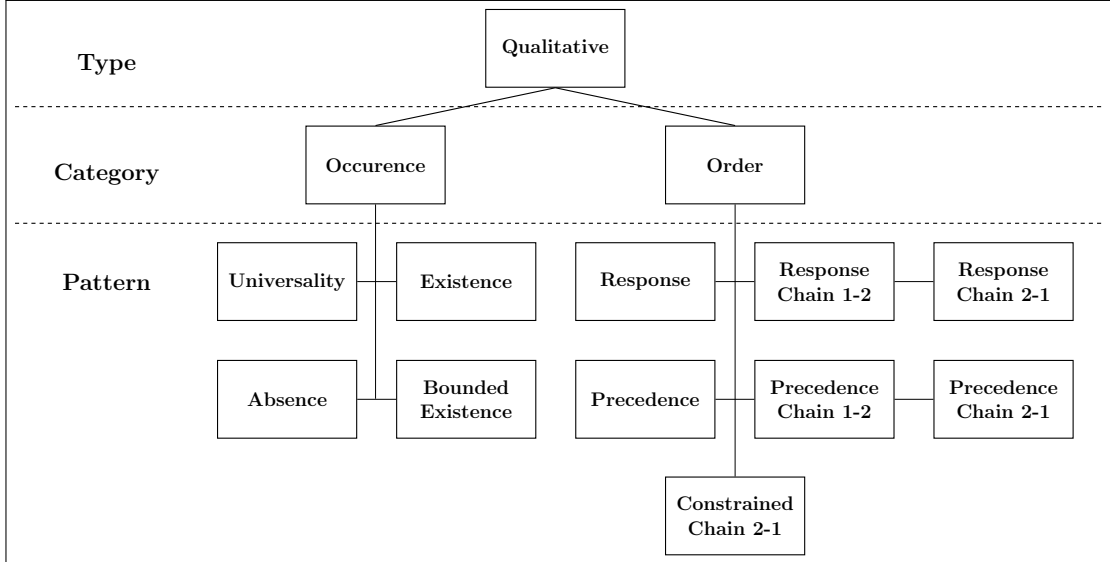 Type
Qualitative
Category
Occurence
Order
Pattern
Universality
Existence
Response
Response
Chain 1-2
Response
Chain 2-1
Absence
Bounded
Existence
Precedence
Precedence
Chain 1-2
Precedence
Chain 2-1
Constrained
Chain 2-1